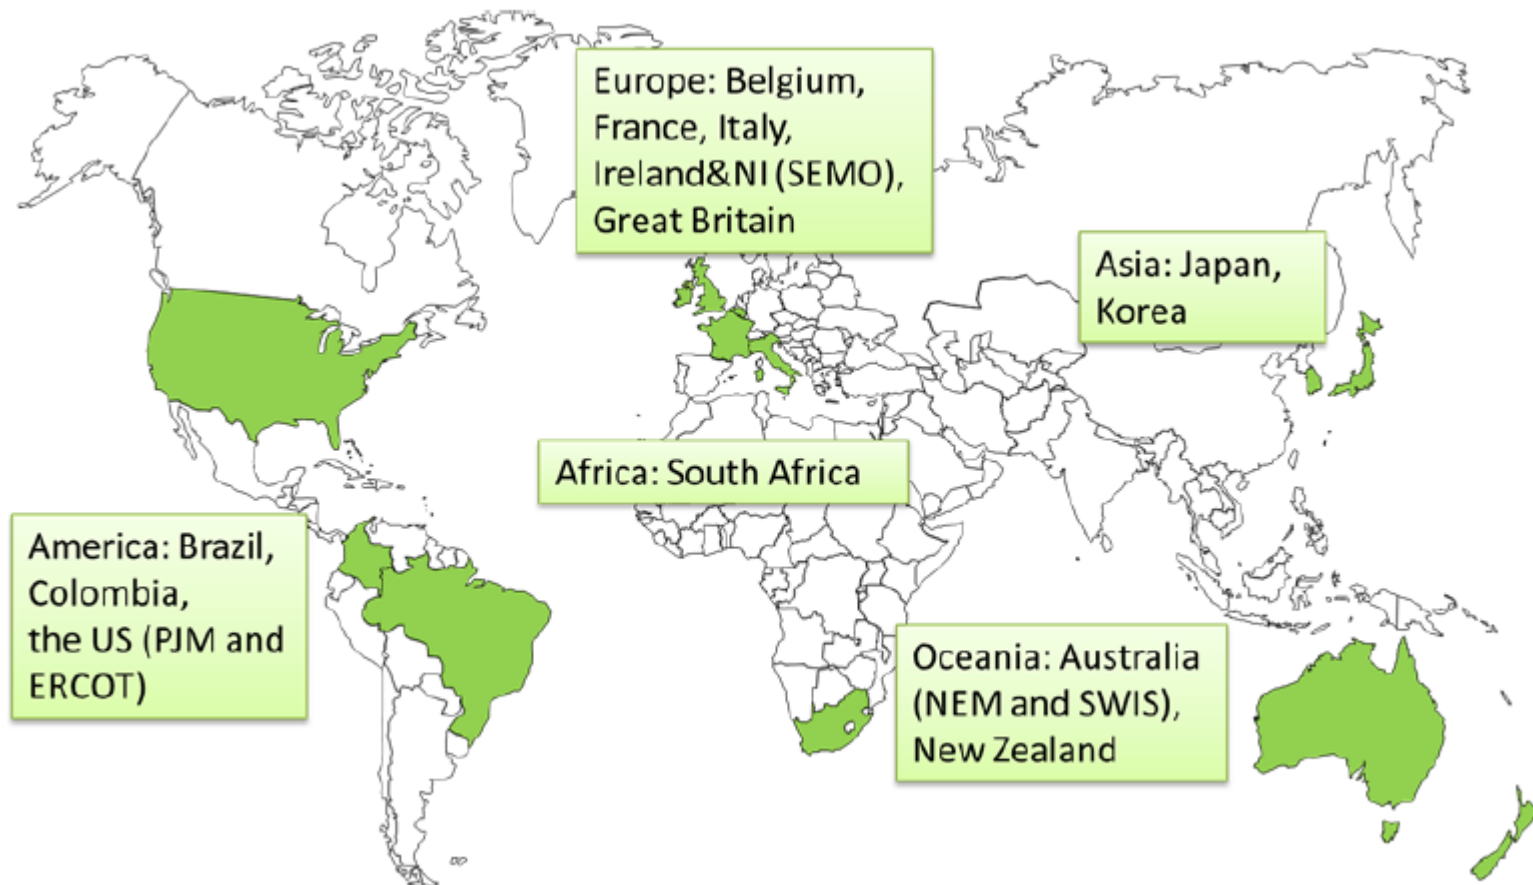 Europe: Belgium,
France, Italy,
Ireland&NI (SEMO),
Great Britain
Asia: Japan,
Korea
Africa: South Africa
America: Brazil,
Colombia,
the US (PJM and
ERCOT)
Oceania: Australia
(NEM and SWIS),
New Zealand